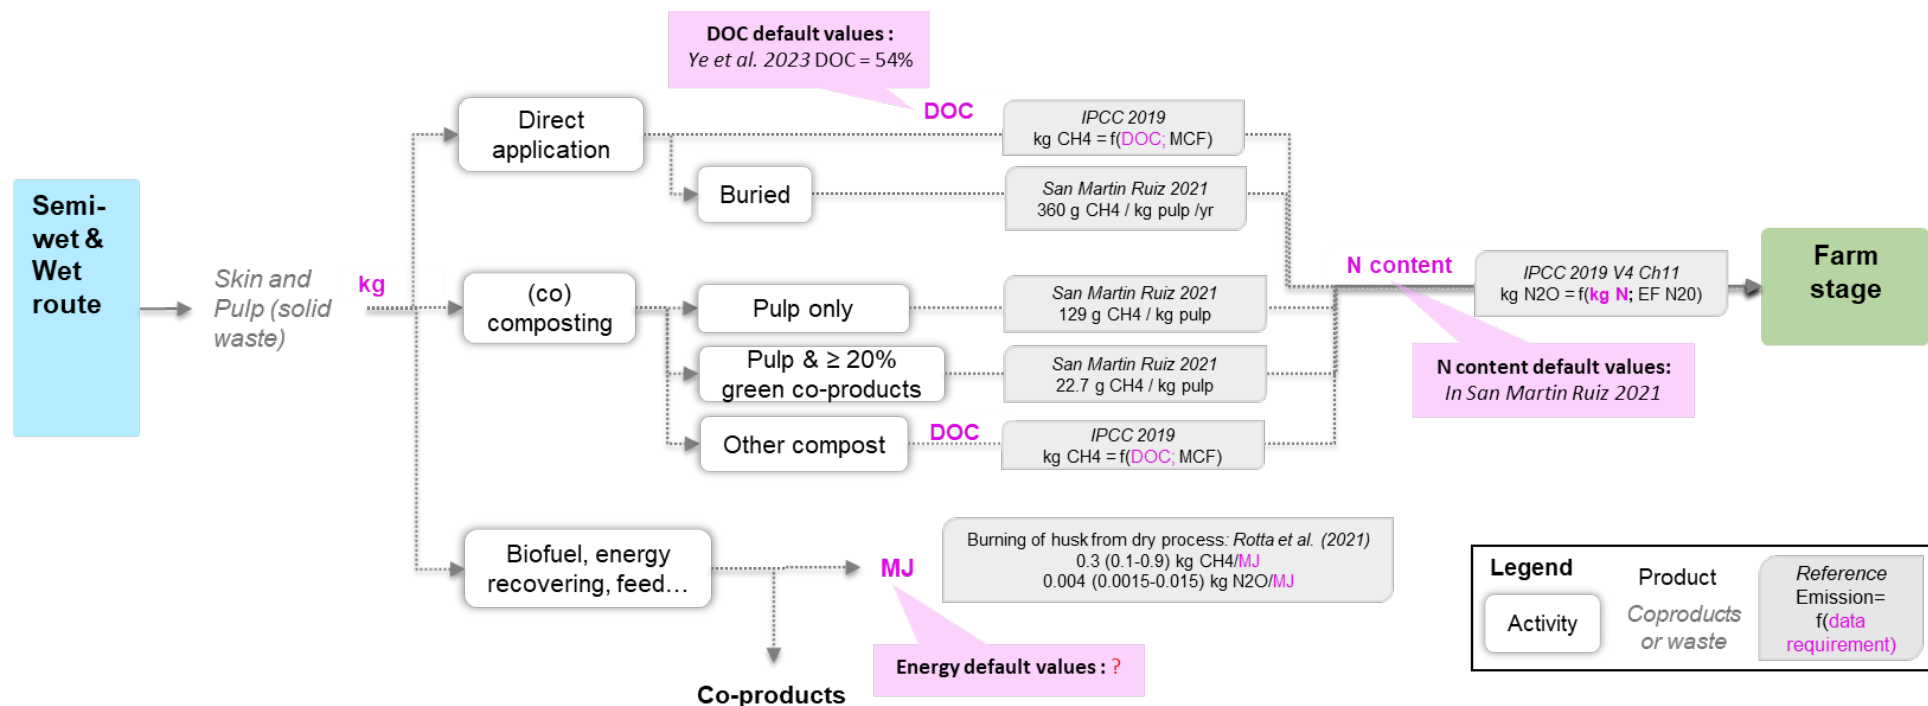 DOC default values :
Ye et al. 2023 DOC = 54%
Direct
application
DOC
IPCC 2019
kg CH4 = f(DOC; MCF)
Buried
San Martin Ruiz 2021
360 g CH4 / kg pulp /yr
Semi-
wet &
Wet
route
Skin and
Pulp (solid
waste)
kg
(co)
composting
Pulp only
San Martin Ruiz 2021
129 g CH4 / kg pulp
Pulp & ≥ 20%
green co-products
San Martin Ruiz 2021
22.7 g CH4 / kg pulp
Other compost
DOC
IPCC 2019
kg CH4 = f(DOC; MCF)
N content
IPCC 2019 V4 Ch11
kg N2O = f(kg N; EF N20)
Farm
stage
N content default values:
In San Martin Ruiz 2021
Biofuel, energy
recovering, feed…
MJ
Burning of husk from dry process: Rotta et al. (2021)
0.3 (0.1-0.9) kg CH4/MJ
0.004 (0.0015-0.015) kg N2O/MJ
Energy default values : ?
Co-products
Legend
Activity
Product
Coproducts
or waste
Reference
Emission=
f(data
requirement)